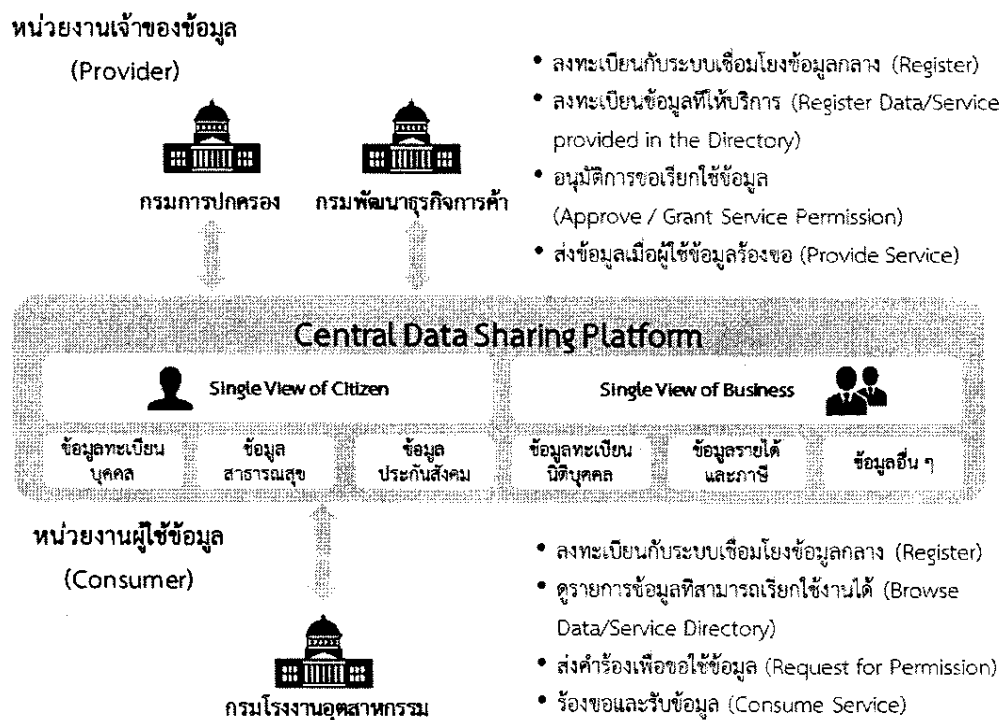 หน่วยงานเจ้าของข้อมูล
(Provider)
กรมการปกครอง
กรมพัฒนาธุรกิจการค้า
• ลงทะเบียนกับระบบเชื่อมโยงข้อมูลกลาง (Register)
• ลงทะเบียนข้อมูลที่ให้บริการ (Register Data/Service
provided in the Directory)
• อนุมัติการขอเรียกใช้ข้อมูล
(Approve / Grant Service Permission)
• ส่งข้อมูลเมื่อผู้ใช้ข้อมูลร้องขอ (Provide Service)
Central Data Sharing Platform
Single View of Citizen
Single View of Business
ข้อมูลทะเบียน
บุคคล
ข้อมูล
สาธารณสุข
ข้อมูล
ประกันสังคม
ข้อมูลทะเบียน
นิติบุคคล
ข้อมูลรายได้
และภาษี
ข้อมูลอื่น ๆ
หน่วยงานผู้ใช้ข้อมูล
(Consumer)
กรมโรงงานอุตสาหกรรม
• ลงทะเบียนกับระบบเชื่อมโยงข้อมูลกลาง (Register)
• ดูรายการข้อมูลที่สามารถเรียกใช้งานได้ (Browse
Data/Service Directory)
• ส่งคำร้องเพื่อขอใช้ข้อมูล (Request for Permission)
• ร้องขอและรับข้อมูล (Consume Service)